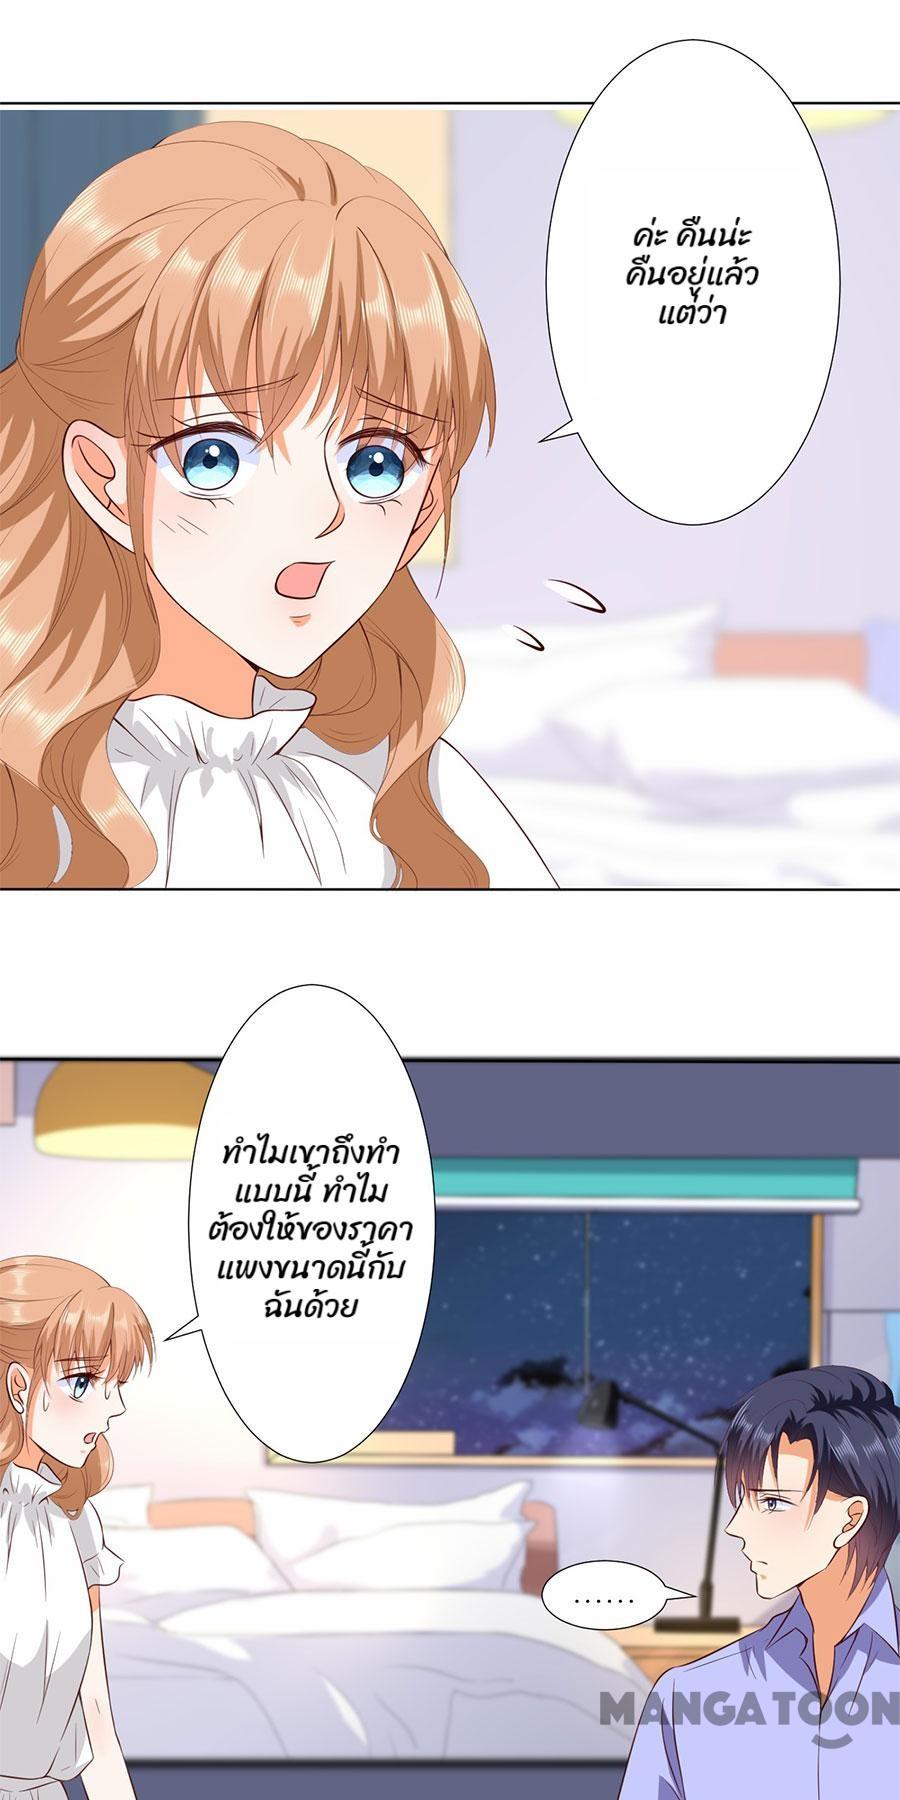 ค่ะ คืนน่ะ
คืนอยู่แล้ว
แต่ว่า
ทำไมเขาถึงทำ
แบบนี้ ทำไม
ต้องให้ของราคา
แพงขนาดนี้กับ
ฉันด้วย
......
MANGATOON